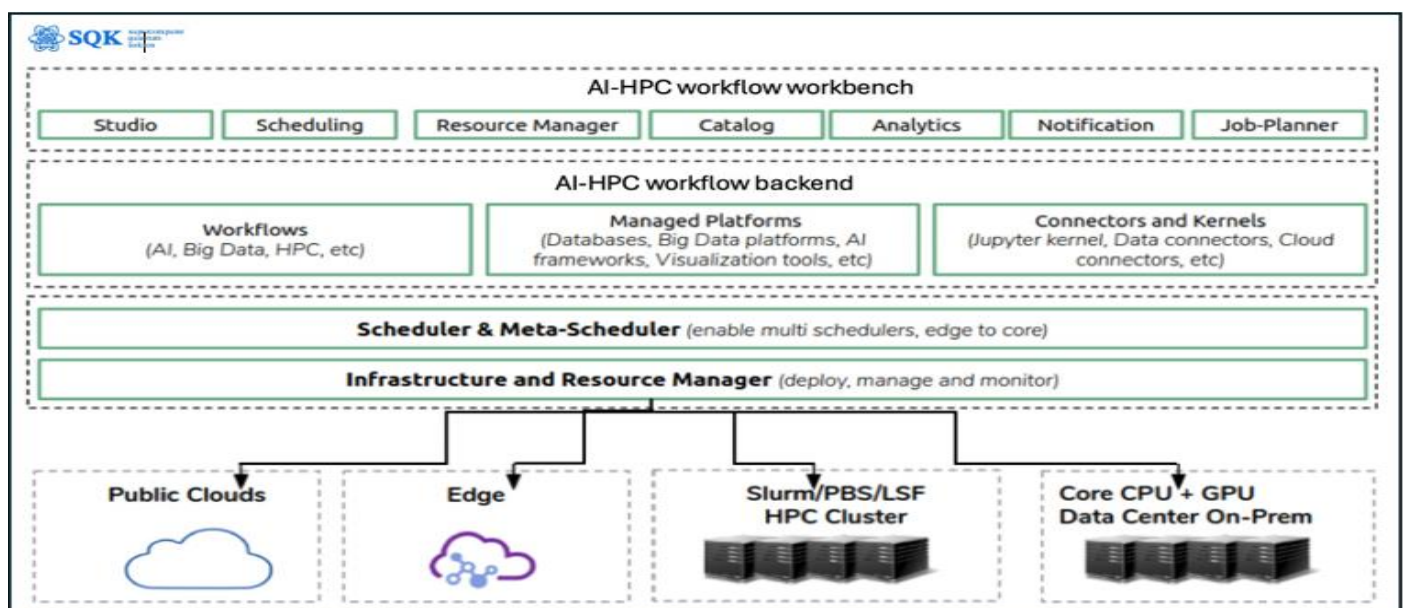 SQK
AI-HPC workflow workbench
Studio
Scheduling
Resource Manager
Catalog
Analytics
Notification
Job-Planner
AI-HPC workflow backend
Workflows
(AI, Big Data, HPC, etc)
Managed Platforms
(Databases, Big Data platforms, AI
frameworks, Visualization tools, etc)
Connectors and Kernels
(Jupyter kernel, Data connectors, Cloud
connectors, etc)
Scheduler & Meta-Scheduler (enable multi schedulers, edge to core)
Infrastructure and Resource Manager (deploy, manage and monitor)
Public Clouds
Edge
Slurm/PBS/LSF
HPC Cluster
Core CPU + GPU
Data Center On-Prem